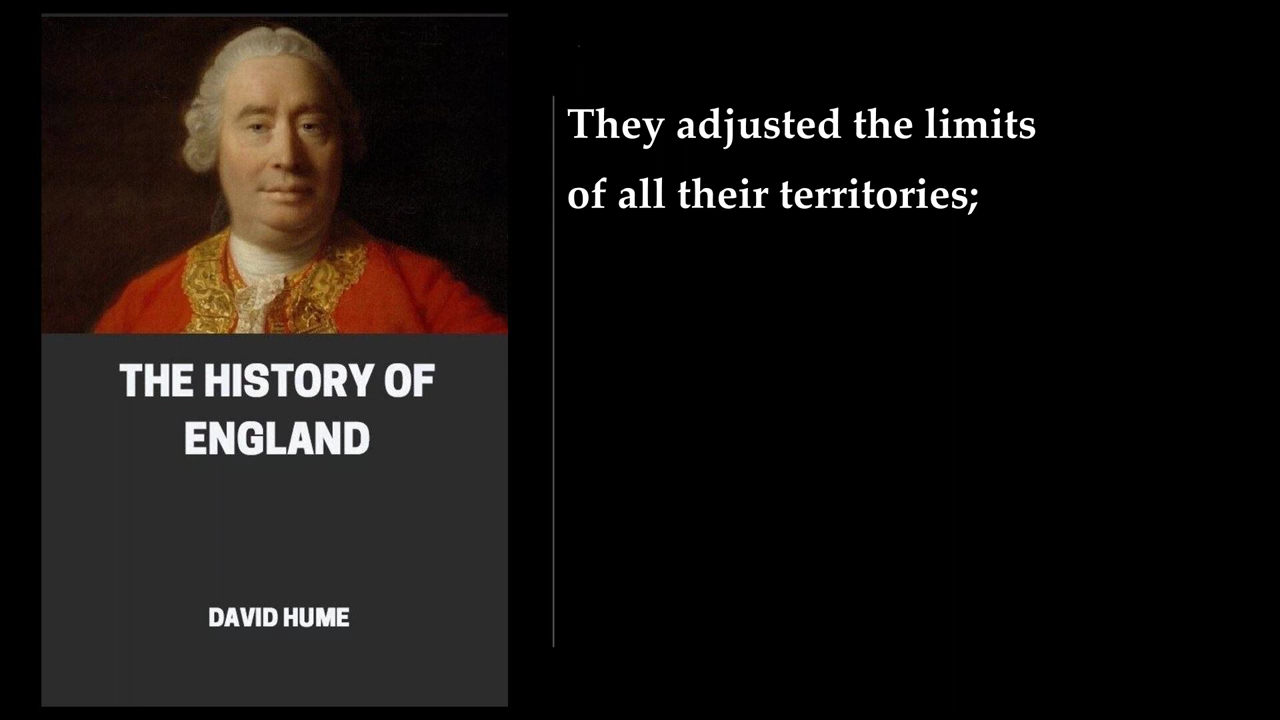 THE HISTORY OF
ENGLAND
DAVID HUME
They adjusted the limits
of all their territories;